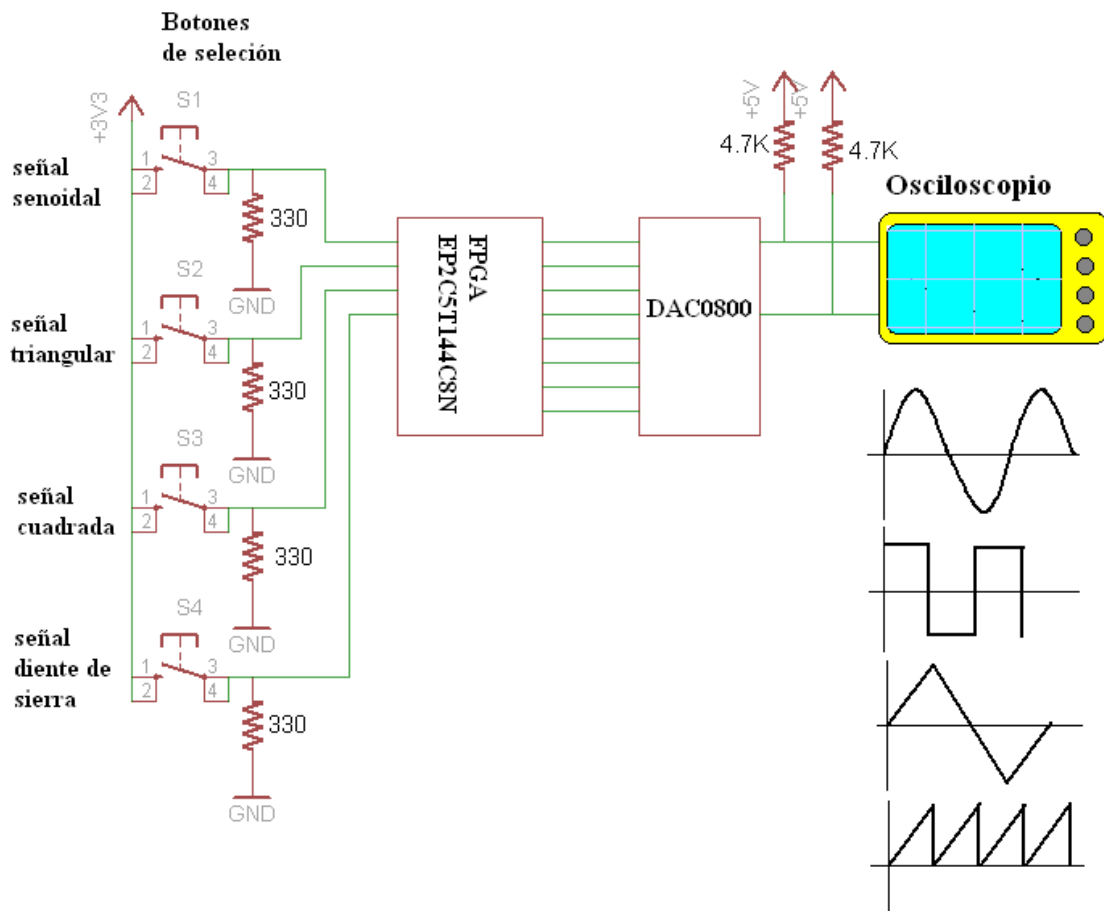 Botones
de seleción
+3V3
S1
1
3
2
4
señal
senoidal
330
GND
S2
1
3
2
4
señal
triangular
330
GND
S3
1
3
2
4
señal
cuadrada
330
GND
S4
1
3
2
4
señal
diente de
sierra
330
GND
FPGA
EP2C5T144C8N
DAC0800
+5V
+5V
4.7K
4.7K
Osciloscopio